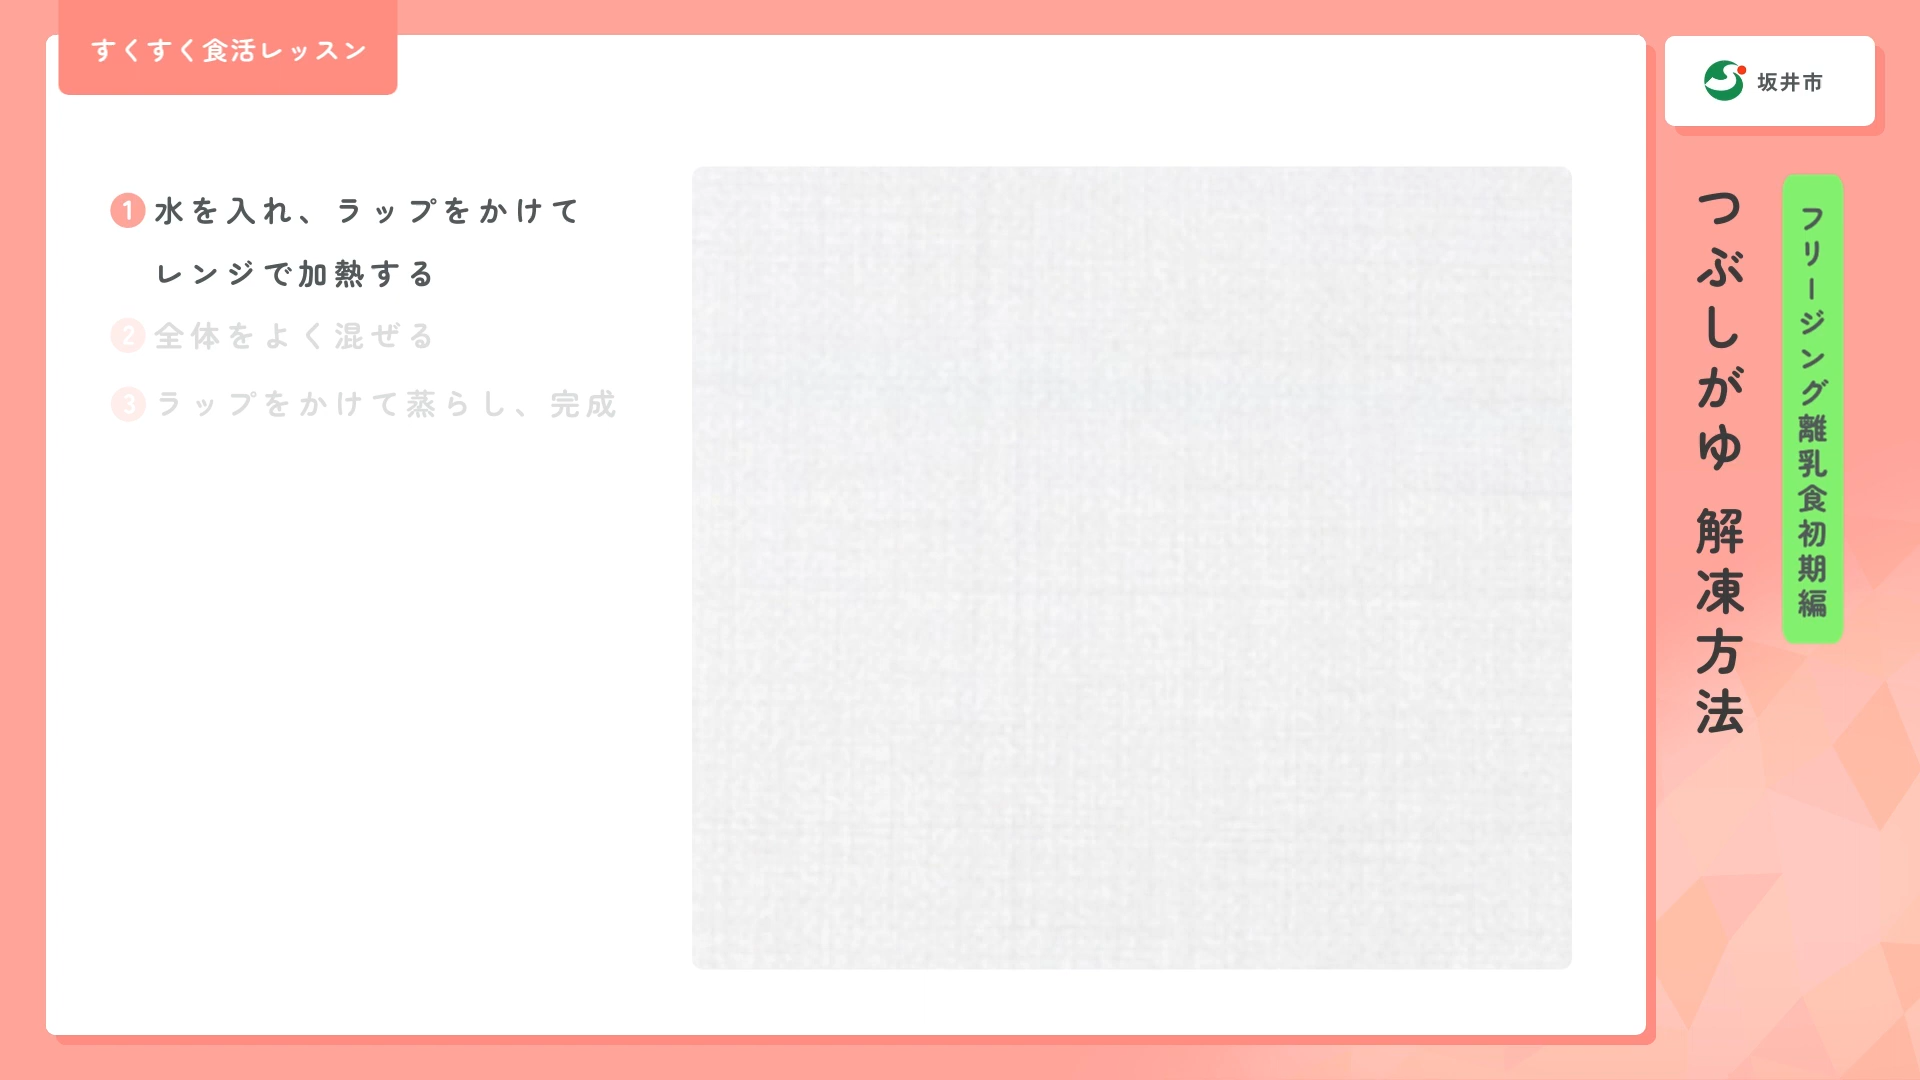 すくすく食活レッスン
坂井市
フリージング離乳食初期編
つぶしがゆ 解凍方法
1 水を入れ、ラップをかけて
レンジで加熱する
2 全体をよく混ぜる
3 ラップをかけて蒸らし、完成